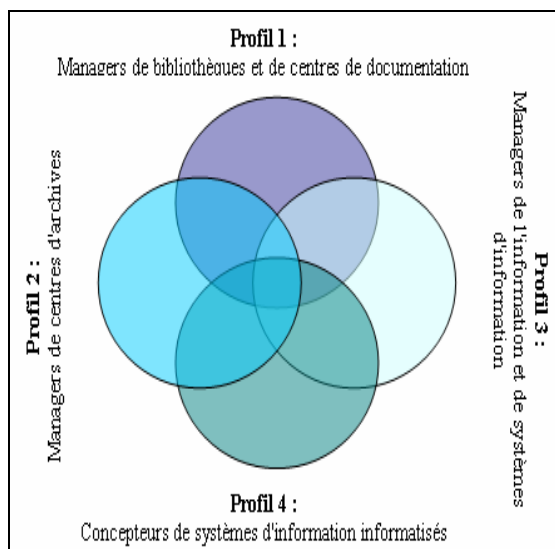 Profil 1 :
Managers de bibliothèques et de centres de documentation
Profil 2 :
Managers de centres d'archives
Profil 3 :
Managers de l'information et de systèmes
d'information
Profil 4 :
Concepteurs de systèmes d'information informatisés